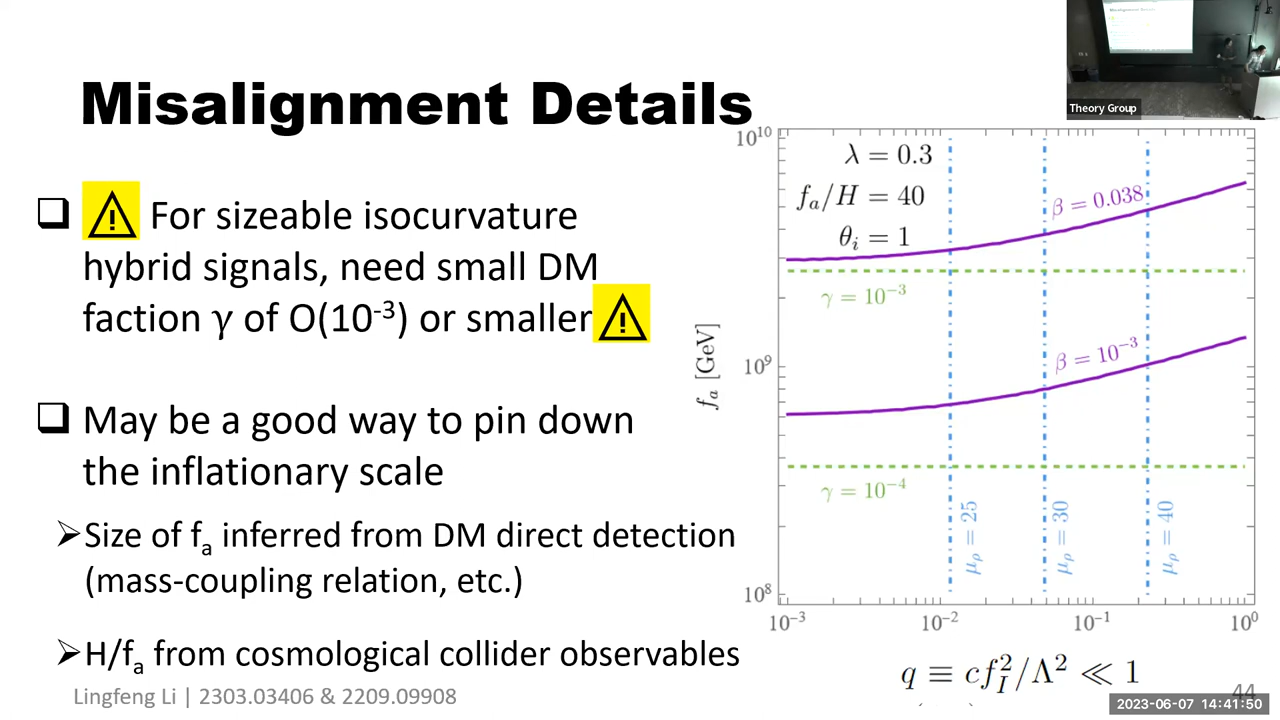 Misalignment Details
Theory Group
For sizeable isocurvature
hybrid signals, need small DM
faction γ of O(10⁻³) or smaller
May be a good way to pin down
the inflationary scale
Size of fₐ inferred from DM direct detection
(mass-coupling relation, etc.)
H/fₐ from cosmological collider observables
Lingfeng Li | 2303.03406 & 2209.09908
10¹⁰
10⁹
10⁸
fₐ [GeV]
λ = 0.3
fₐ/H = 40
θᵢ = 1
β = 0.038
γ = 10⁻³
β = 10⁻³
γ = 10⁻⁴
μᵨ = 25
μᵨ = 30
μᵨ = 40
10⁻³
10⁻²
10⁻¹
10⁰
q ≡ cf_I²/Λ² ≪ 1
44
2023-06-07 14:41:50